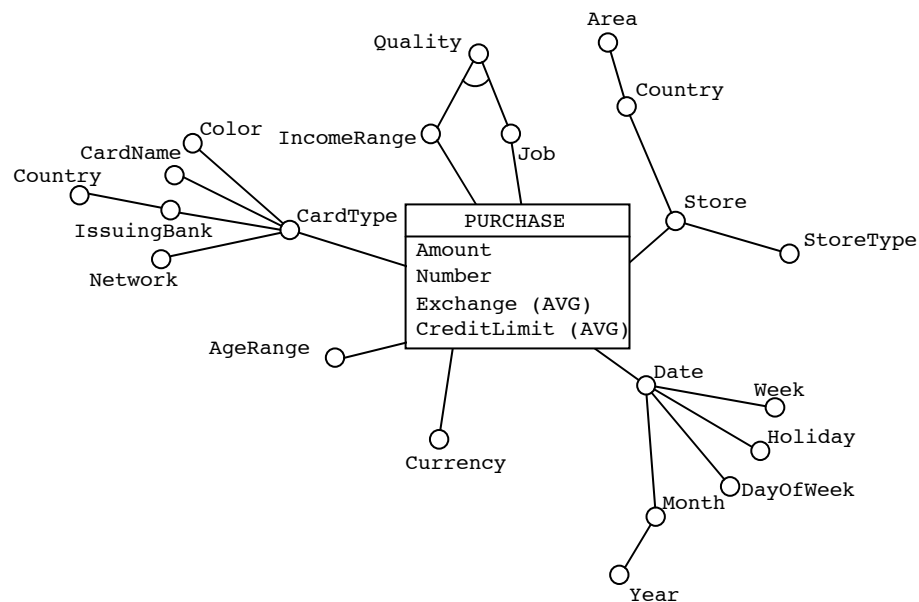 Area
Quality
Country
Color
IncomeRange
CardName
Job
Country
Store
CardType
PURCHASE
IssuingBank
StoreType
Amount
Network
Number
Exchange (AVG)
CreditLimit (AVG)
AgeRange
Date
Week
Holiday
Currency
DayOfWeek
Month
Year